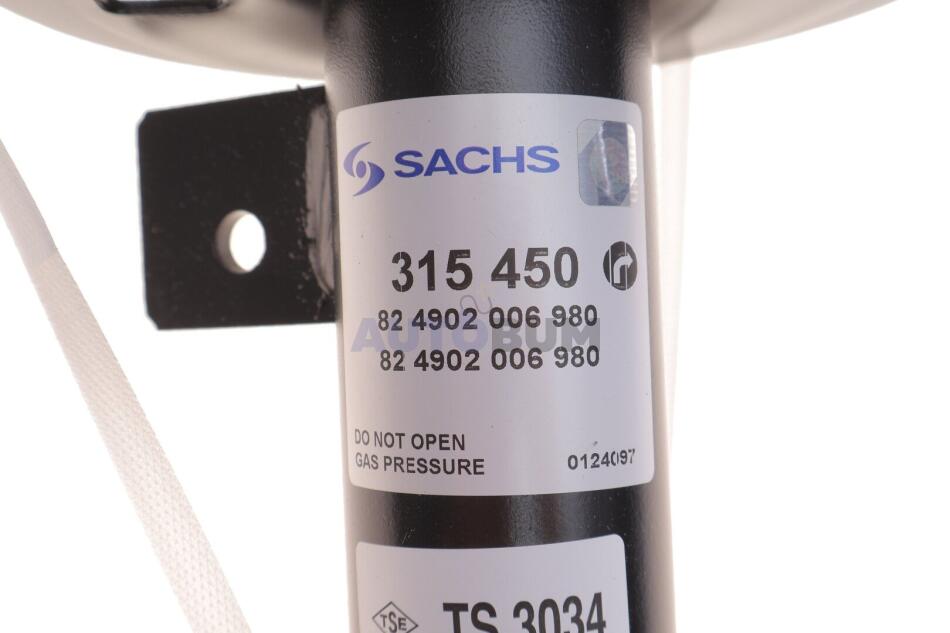 SACHS
315 450
82 4902 006 980
AUTOBUM
82 4902 006 980
DO NOT OPEN
GAS PRESSURE
0124097
TSE
TS 3034